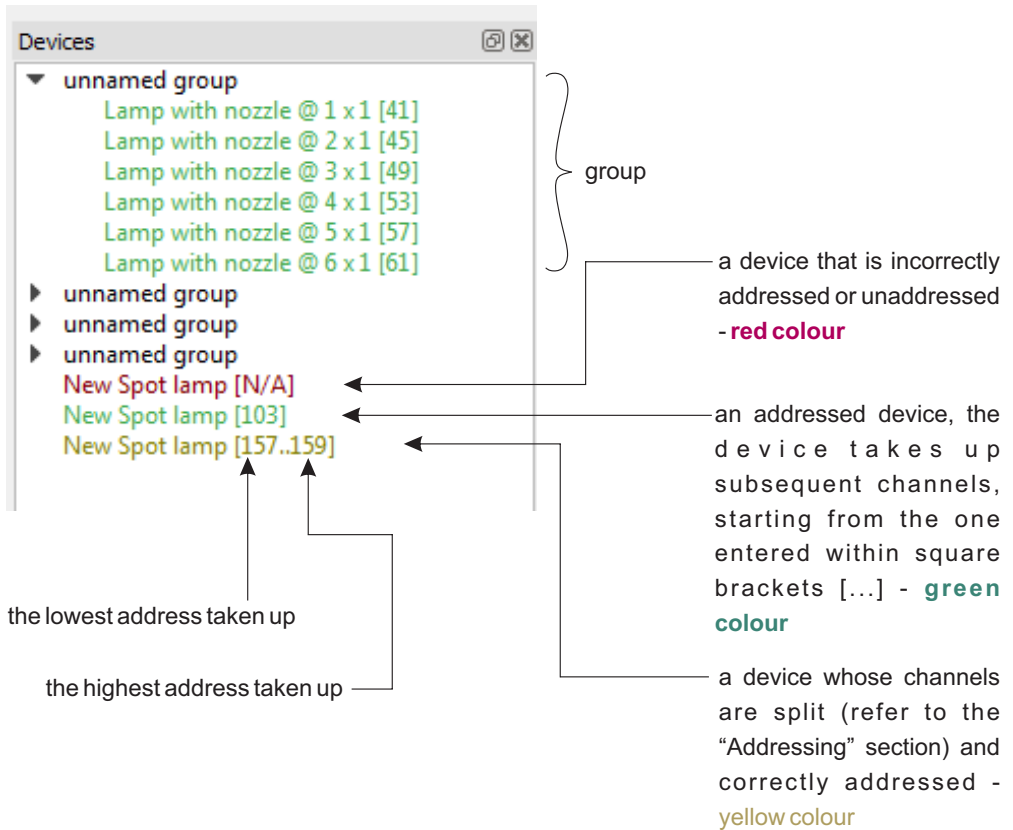 Devices
unnamed group
Lamp with nozzle @ 1 x 1 [41]
Lamp with nozzle @ 2 x 1 [45]
Lamp with nozzle @ 3 x 1 [49]
Lamp with nozzle @ 4 x 1 [53]
Lamp with nozzle @ 5 x 1 [57]
Lamp with nozzle @ 6 x 1 [61]
unnamed group
unnamed group
unnamed group
New Spot lamp [N/A]
New Spot lamp [103]
New Spot lamp [157..159]
group
a device that is incorrectly
addressed or unaddressed
- red colour
an addressed device, the
device takes up
subsequent channels,
starting from the one
entered within square
brackets [...] - green
colour
the lowest address taken up
the highest address taken up
a device whose channels
are split (refer to the
“Addressing” section) and
correctly addressed -
yellow colour